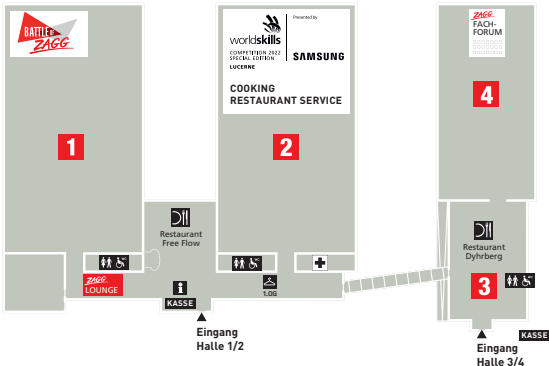 BATTLE OF
ZAGG
worldskills
COMPETITION 2022
SPECIAL EDITION
LUCERNE
Presented by
SAMSUNG
COOKING
RESTAURANT SERVICE
ZAGG
FACH-
FORUM
1
2
4
Restaurant
Free Flow
Restaurant
Dyhrberg
ZAGG
LOUNGE
i
KASSE
1.OG
3
Eingang
Halle 1/2
KASSE
Eingang
Halle 3/4